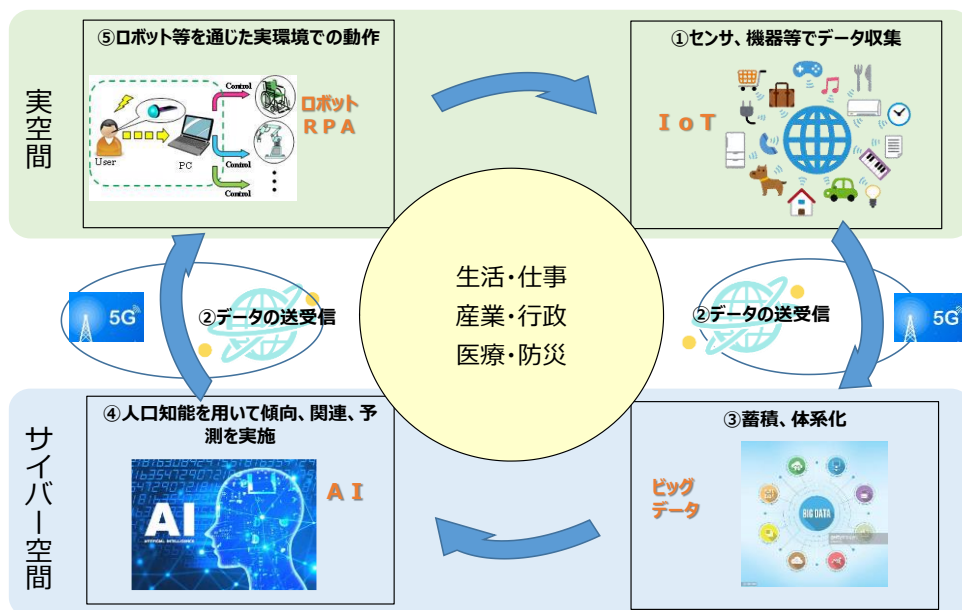 実空間
⑤ロボット等を通じた実環境での動作
Control
User
PC
Control
Control
ロボット
ＲＰＡ
①センサ、機器等でデータ収集
ＩｏＴ
5G
②データの送受信
生活・仕事
産業・行政
医療・防災
②データの送受信
5G
サイバー空間
④人口知能を用いて傾向、関連、予
測を実施
AI
ARTIFICIAL INTELLIGENCE
ＡＩ
③蓄積、体系化
ビッグ
データ
BIG DATA